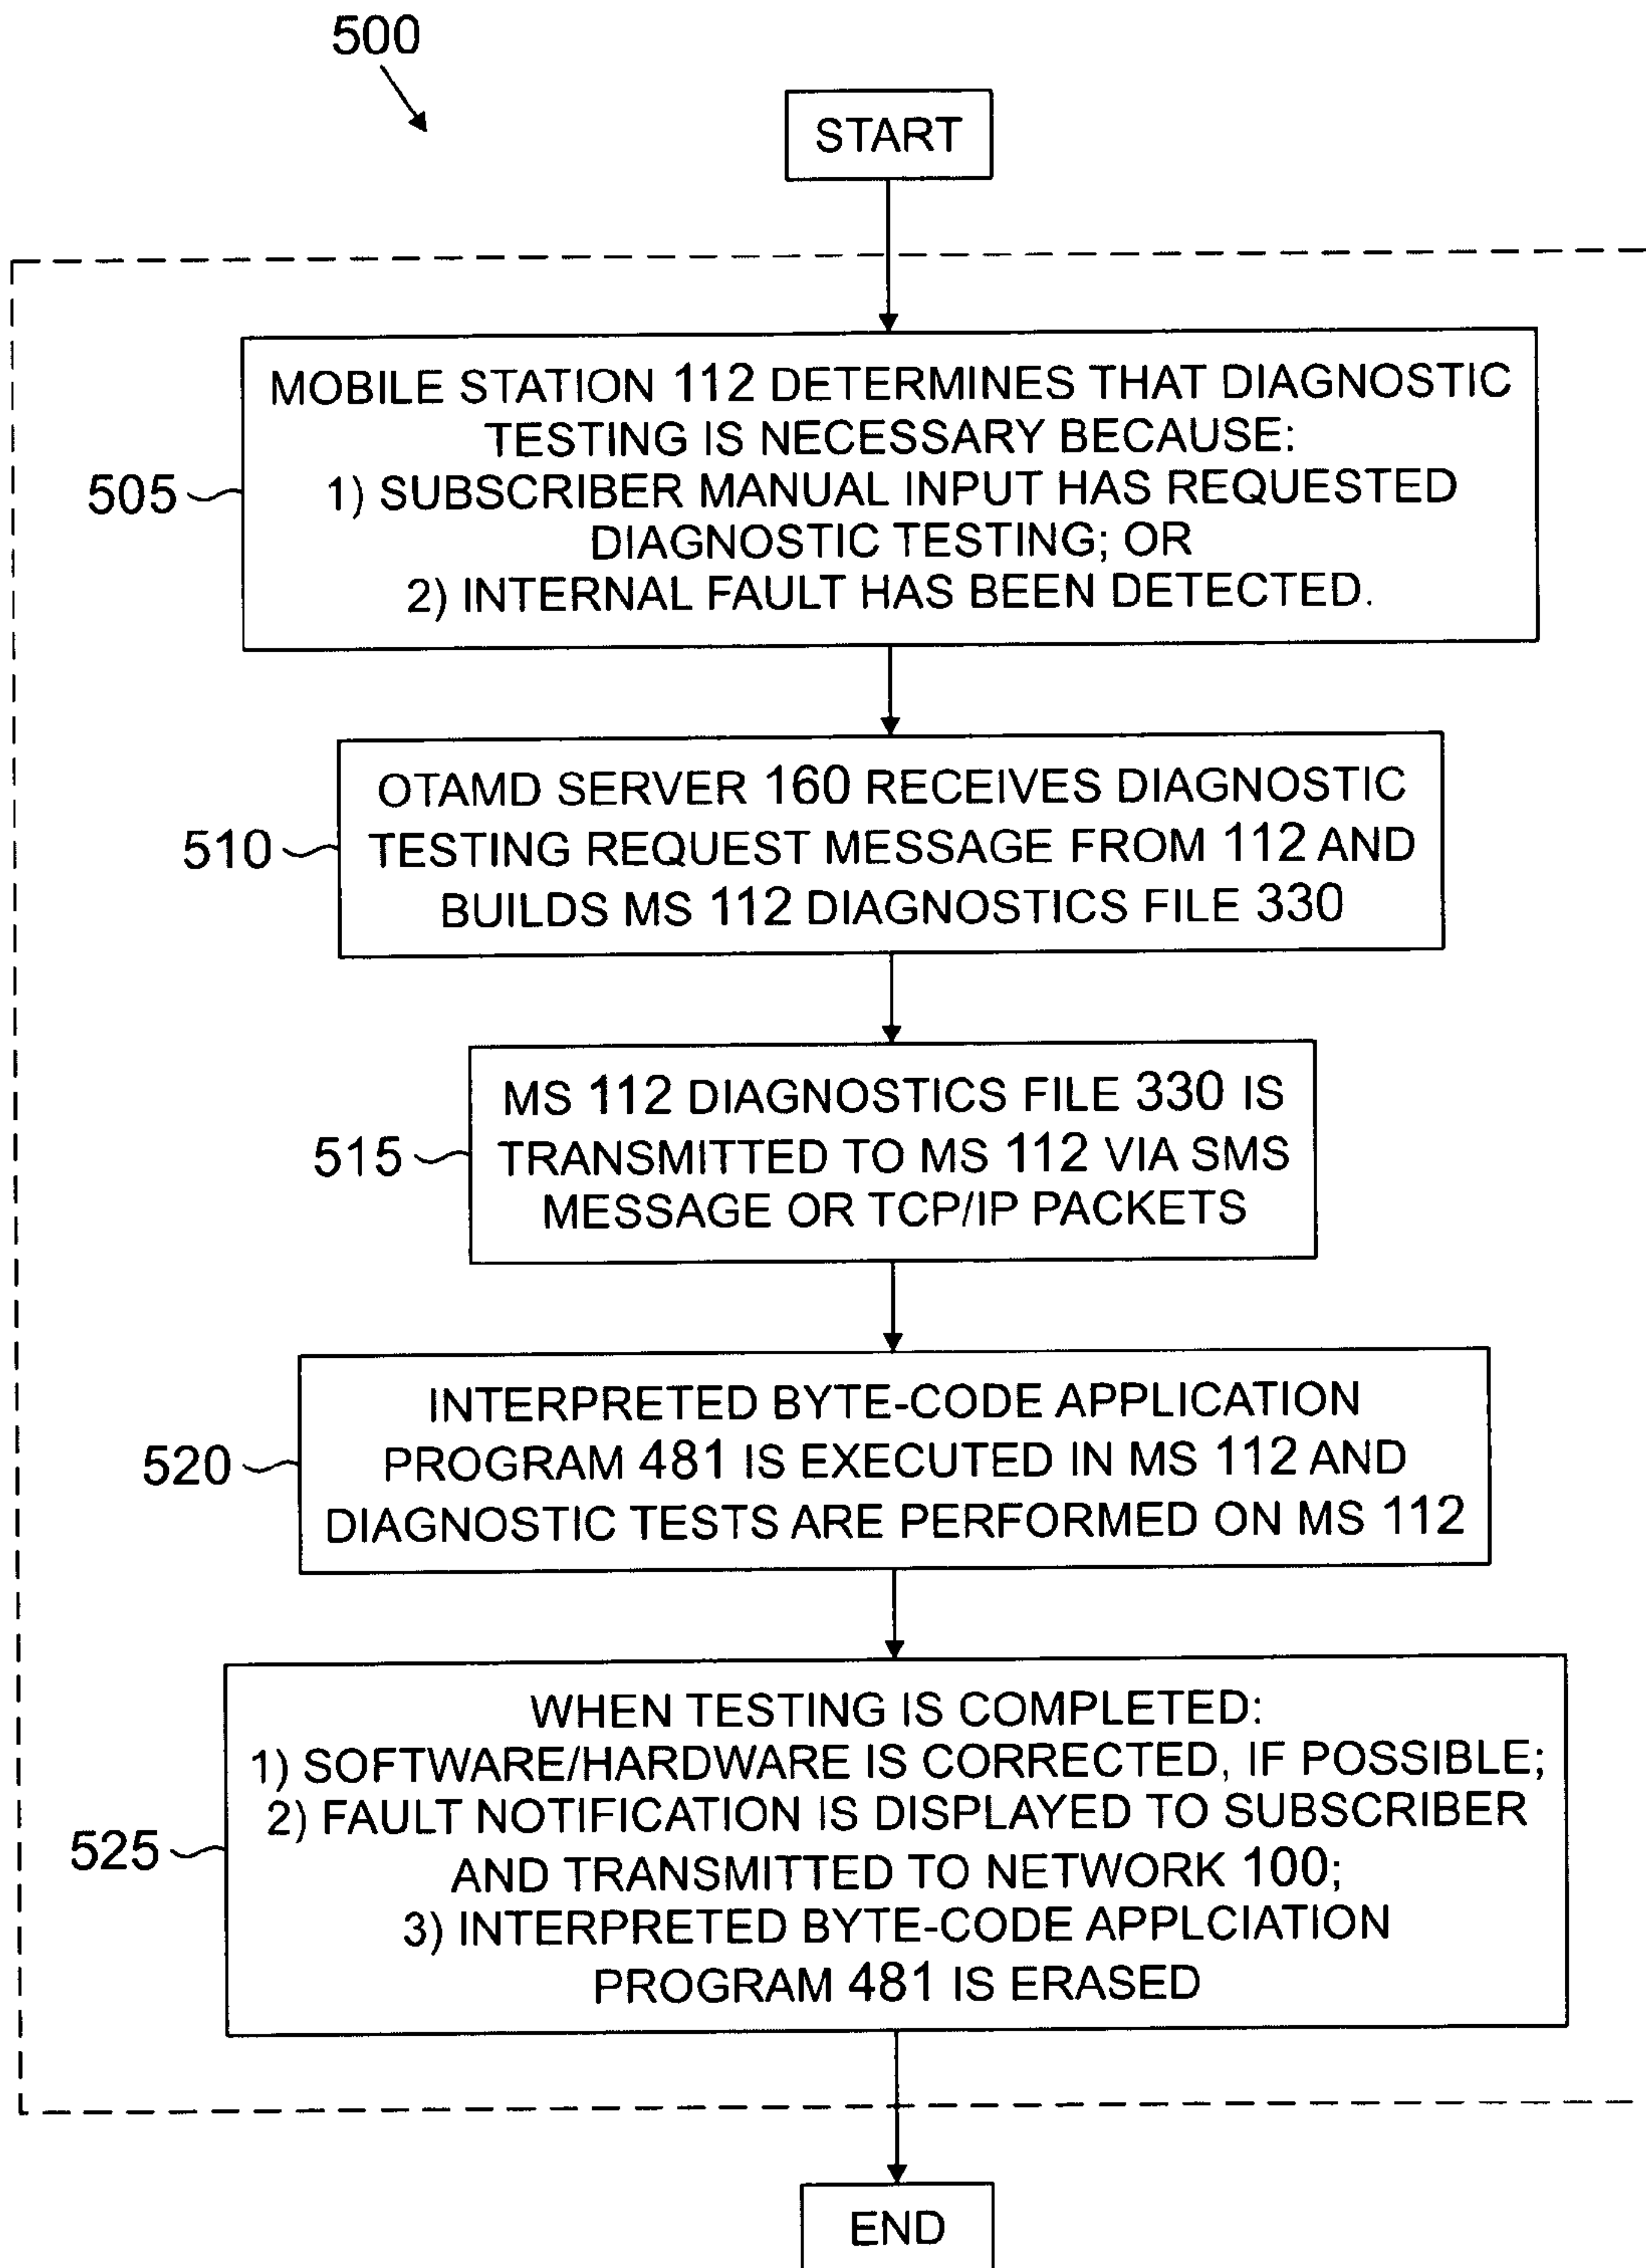 500
START
505
MOBILE STATION 112 DETERMINES THAT DIAGNOSTIC
TESTING IS NECESSARY BECAUSE:
1) SUBSCRIBER MANUAL INPUT HAS REQUESTED
DIAGNOSTIC TESTING; OR
2) INTERNAL FAULT HAS BEEN DETECTED.
510
OTAMD SERVER 160 RECEIVES DIAGNOSTIC
TESTING REQUEST MESSAGE FROM 112 AND
BUILDS MS 112 DIAGNOSTICS FILE 330
515
MS 112 DIAGNOSTICS FILE 330 IS
TRANSMITTED TO MS 112 VIA SMS
MESSAGE OR TCP/IP PACKETS
520
INTERPRETED BYTE-CODE APPLICATION
PROGRAM 481 IS EXECUTED IN MS 112 AND
DIAGNOSTIC TESTS ARE PERFORMED ON MS 112
525
WHEN TESTING IS COMPLETED:
1) SOFTWARE/HARDWARE IS CORRECTED, IF POSSIBLE;
2) FAULT NOTIFICATION IS DISPLAYED TO SUBSCRIBER
AND TRANSMITTED TO NETWORK 100;
3) INTERPRETED BYTE-CODE APPLCIATION
PROGRAM 481 IS ERASED
END